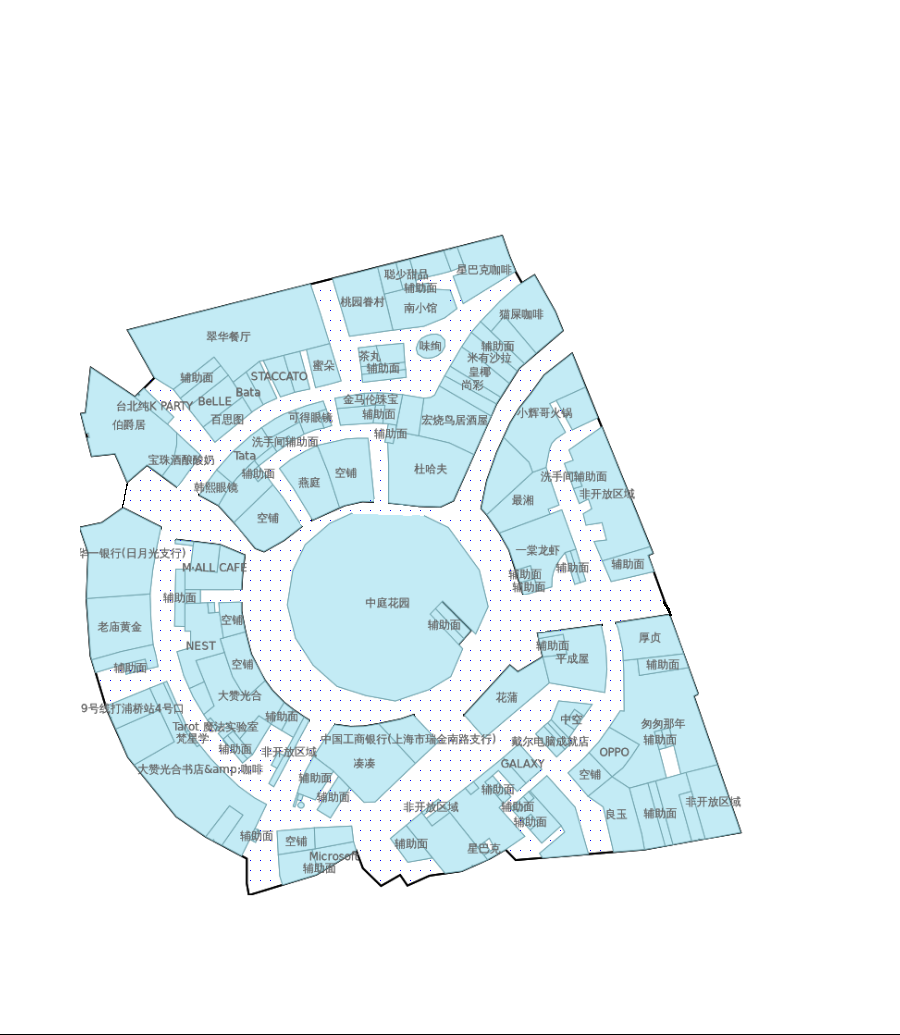 星巴克咖啡
聪少甜品
辅助面
桃园眷村
南小馆
猫屎咖啡
翠华餐厅
味绚
辅助面
茶丸
米有沙拉
蜜朵
辅助面
皇椰
辅助面
STACCATO
尚彩
Bata
BeLLE
金马伦珠宝
台北纯K PARTY
百思图
可得眼镜
辅助面
小辉哥火锅
伯爵居
宏烧鸟居酒屋
辅助面
洗手间辅助面
Tata
宝珠酒酿酸奶
辅助面
空铺
杜哈夫
洗手间辅助面
韩熙眼镜
燕庭
非开放区域
最湘
空铺
华一银行(日月光支行)
一棠龙虾
M·ALL CAFE
辅助面
辅助面
辅助面
辅助面
辅助面
中庭花园
空铺
辅助面
老庙黄金
厚贞
NEST
辅助面
平成屋
空铺
辅助面
辅助面
大赞光合
花蒲
9号线打浦桥站4号口
辅助面
中空
匆匆那年
Tarot.魔法实验室
梵星学
中国工商银行(上海市瑞金南路支行)
戴尔电脑成就店
辅助面
辅助面
非开放区域
OPPO
大赞光合书店&amp;咖啡
凑凑
GALAXY
空铺
辅助面
辅助面
辅助面
非开放区域
非开放区域
辅助面
良玉
辅助面
辅助面
辅助面
空铺
辅助面
星巴克
Microsoft
辅助面